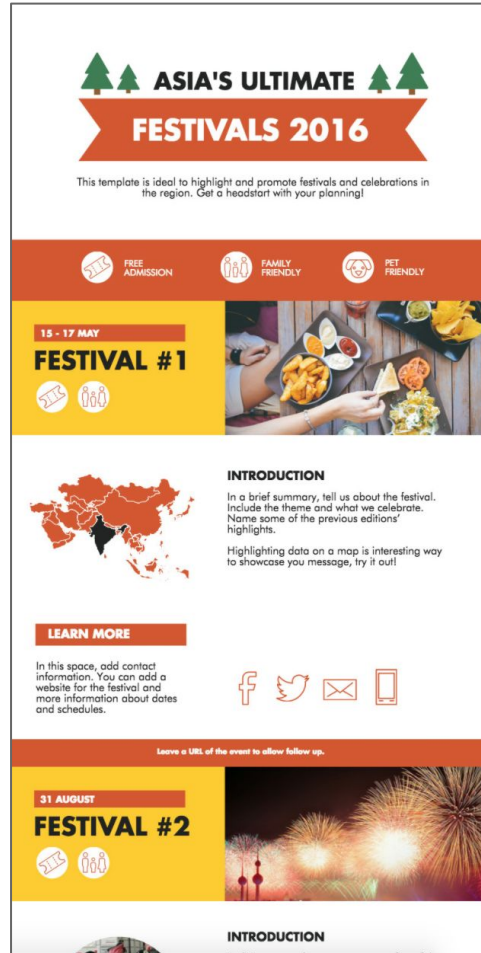 ASIA'S ULTIMATE
FESTIVALS 2016
This template is ideal to highlight and promote festivals and celebrations in
the region. Get a headstart with your planning!
FREE
ADMISSION
FAMILY
FRIENDLY
PET
FRIENDLY
15 - 17 MAY
FESTIVAL #1
INTRODUCTION
In a brief summary, tell us about the festival.
Include the theme and what we celebrate.
Name some of the previous editions'
highlights.
Highlighting data on a map is interesting way
to showcase you message, try it out!
LEARN MORE
In this space, add contact
information. You can add a
website for the festival and
more information about dates
and schedules.
Leave a URL of the event to allow follow up.
31 AUGUST
FESTIVAL #2
INTRODUCTION